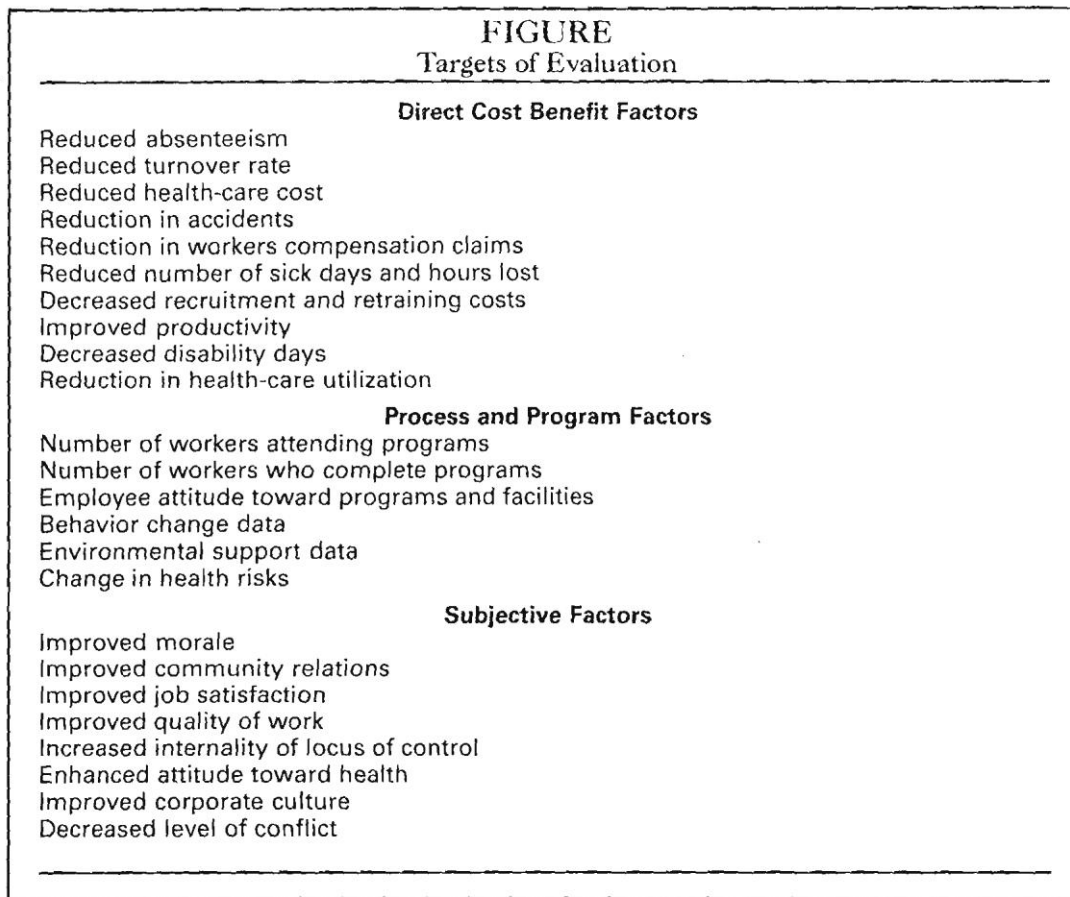 FIGURE
Targets of Evaluation
Direct Cost Benefit Factors
Reduced absenteeism
Reduced turnover rate
Reduced health-care cost
Reduction in accidents
Reduction in workers compensation claims
Reduced number of sick days and hours lost
Decreased recruitment and retraining costs
Improved productivity
Decreased disability days
Reduction in health-care utilization
Process and Program Factors
Number of workers attending programs
Number of workers who complete programs
Employee attitude toward programs and facilities
Behavior change data
Environmental support data
Change in health risks
Subjective Factors
Improved morale
Improved community relations
Improved job satisfaction
Improved quality of work
Increased internality of locus of control
Enhanced attitude toward health
Improved corporate culture
Decreased level of conflict